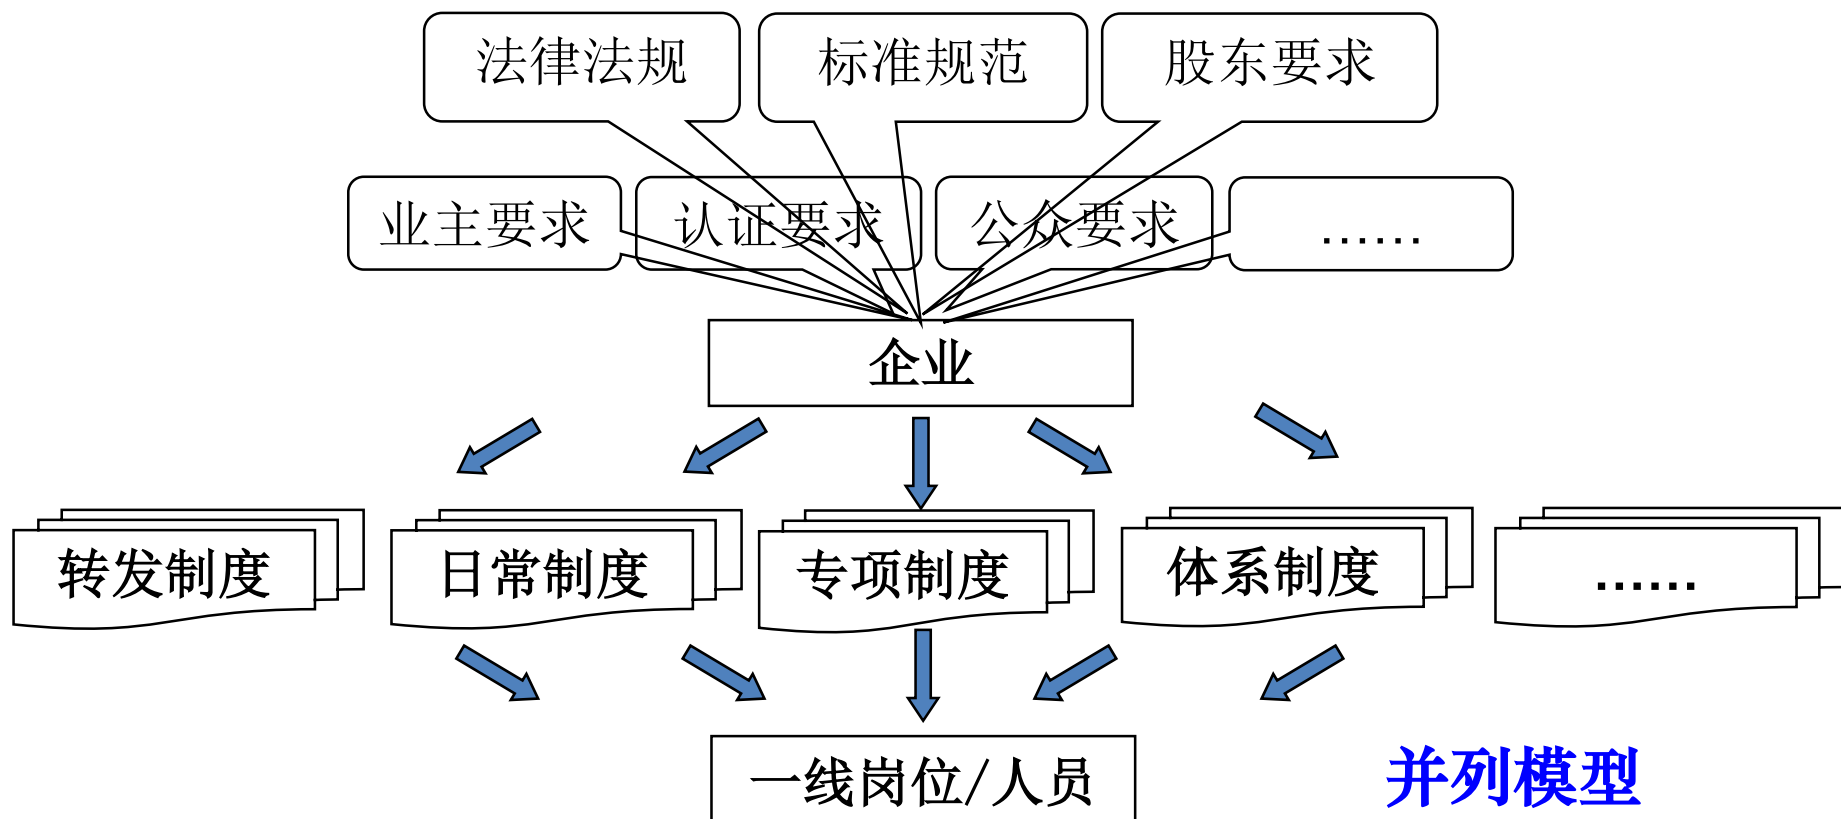 法律法规 标准规范 股东要求
业主要求 认证要求 公众要求 ……
企业
转发制度 日常制度 专项制度 体系制度 ……
一线岗位/人员
并列模型